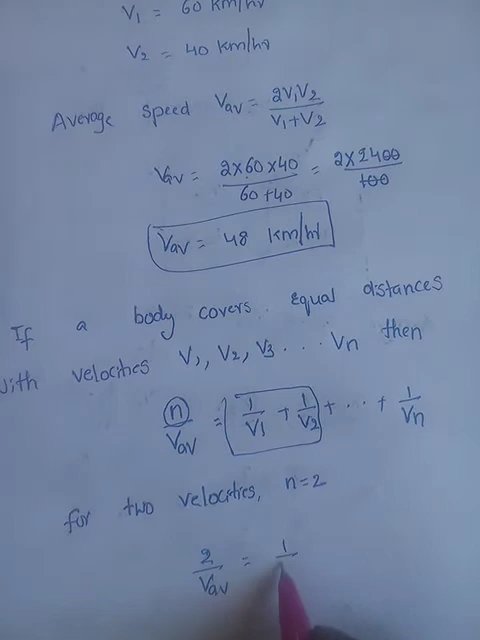 V1 = 60 km/hr
V2 = 40 km/hr
Average speed Vav = 2V1V2 / V1+V2
Vav = 2×60×40 / 60+40 = 2×2400 / 100
Vav = 48 km/hr
If a body covers equal distances
with velocities V1, V2, V3 . . . . Vn then
n / Vav = 1/V1 + 1/V2 + . . + 1/Vn
for two velocities, n=2
2 / Vav = 1